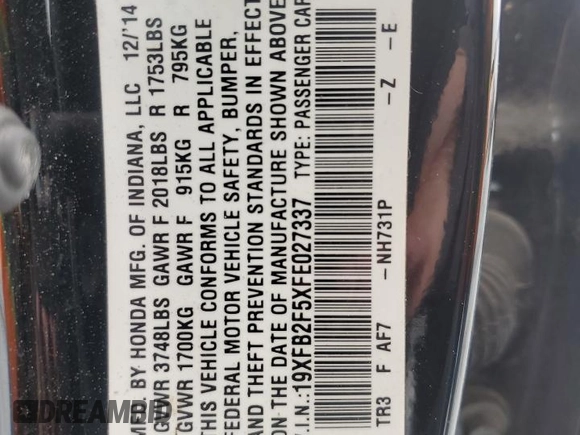 MFD BY HONDA MFG. OF INDIANA, LLC 12/'14
GVWR 3748LBS GAWR F 2018LBS R 1753LBS
GVWR 1700KG GAWR F 915KG R 795KG
THIS VEHICLE CONFORMS TO ALL APPLICABLE
FEDERAL MOTOR VEHICLE SAFETY, BUMPER,
AND THEFT PREVENTION STANDARDS IN EFFECT
ON THE DATE OF MANUFACTURE SHOWN ABOVE
V.I.N.:19XFB2F5XFE027337 TYPE: PASSENGER CAR
TR3 F AF7 -NH731P -Z -E
DREAMBID